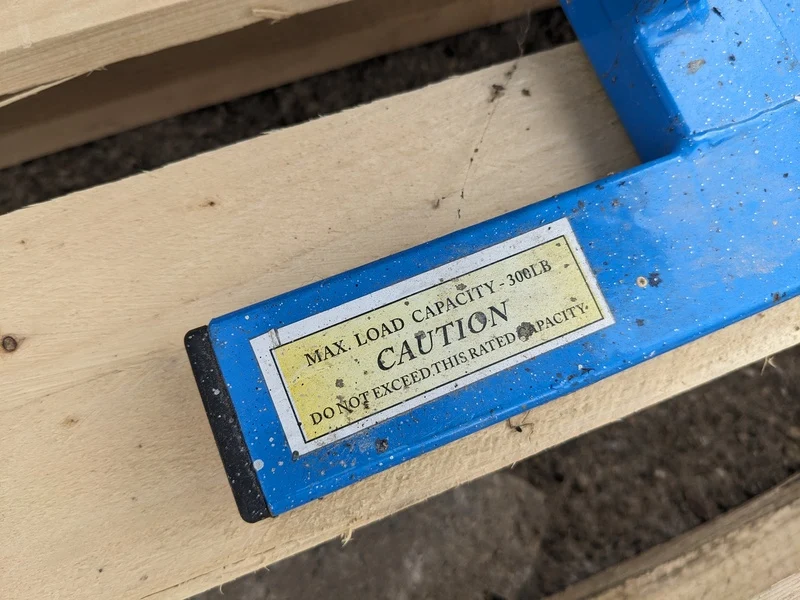 MAX. LOAD CAPACITY - 300LB
CAUTION
DO NOT EXCEED THIS RATED CAPACITY